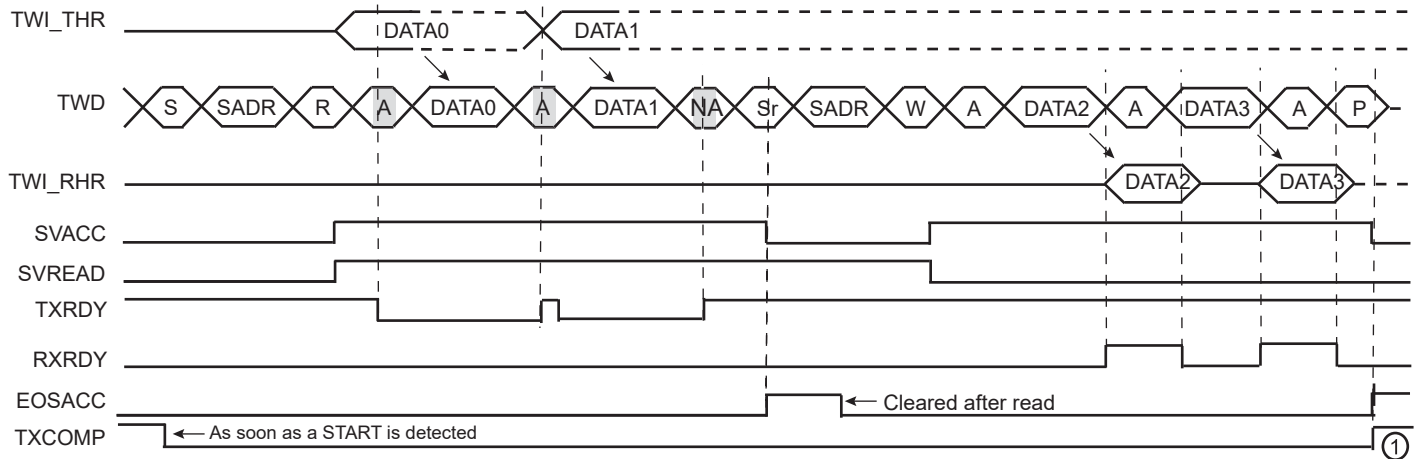 TWI_THR DATA0 DATA1
TWD S SADR R A DATA0 A DATA1 NA Sr SADR W A DATA2 A DATA3 A P
TWI_RHR DATA2 DATA3
SVACC
SVREAD
TXRDY
RXRDY
EOSACC Cleared after read
TXCOMP As soon as a START is detected 1